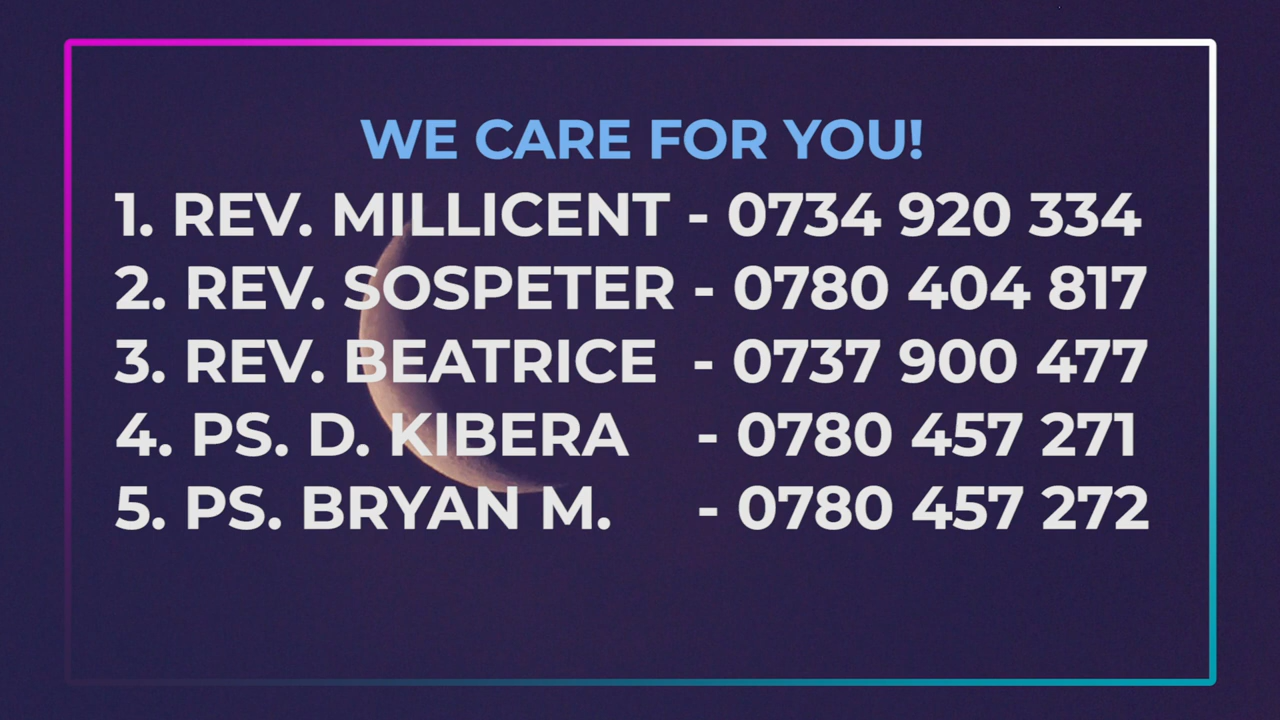 WE CARE FOR YOU!
1. REV. MILLICENT - 0734 920 334
2. REV. SOSPETER - 0780 404 817
3. REV. BEATRICE - 0737 900 477
4. PS. D. KIBERA - 0780 457 271
5. PS. BRYAN M. - 0780 457 272